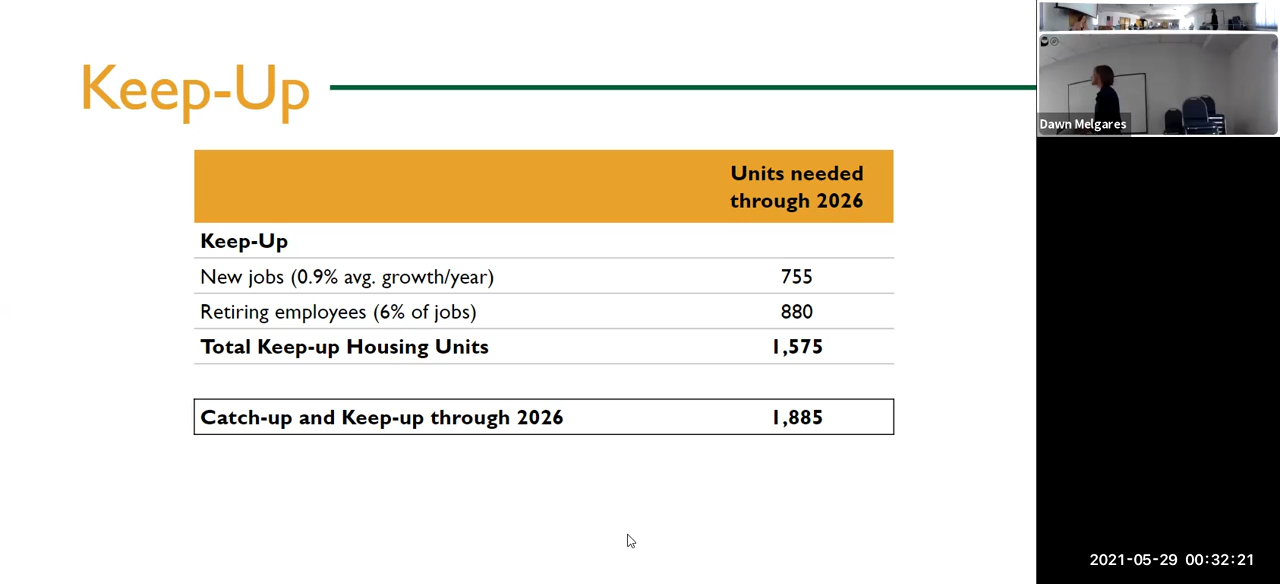 Keep-Up
Units needed
through 2026
Keep-Up
New jobs (0.9% avg. growth/year) 755
Retiring employees (6% of jobs) 880
Total Keep-up Housing Units 1,575
Catch-up and Keep-up through 2026 1,885
Dawn Melgares
2021-05-29 00:32:21